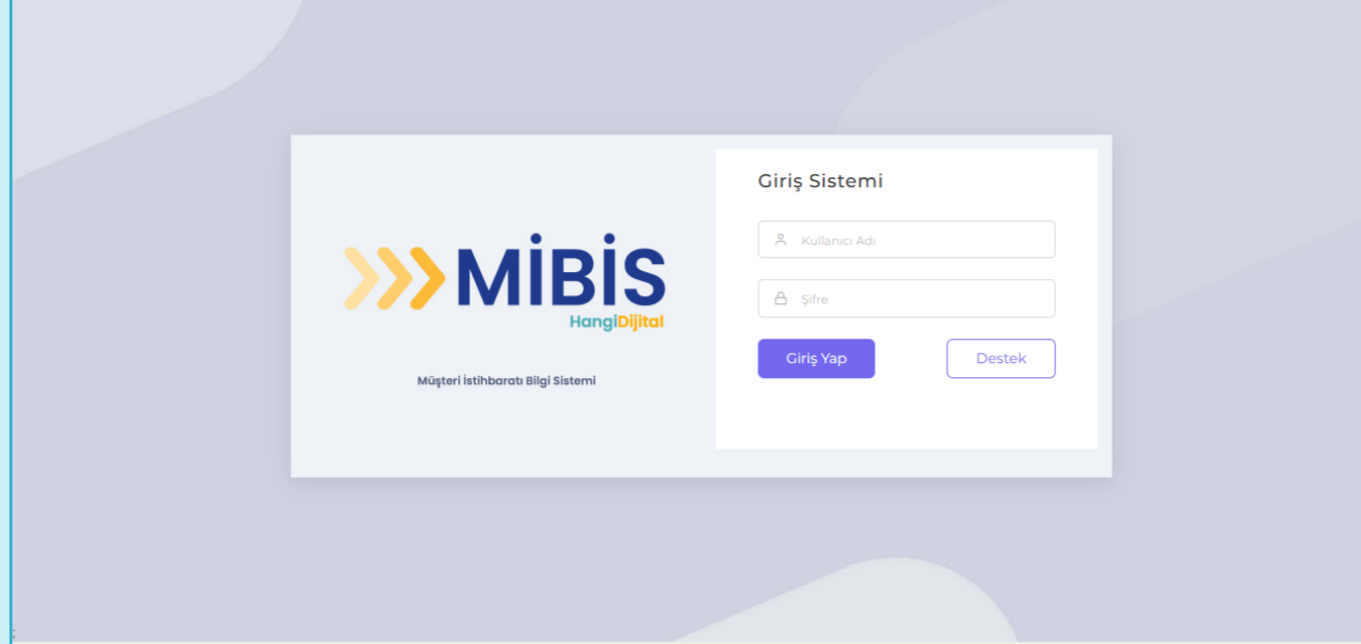 MİBİS
HangiDijital
Müşteri İstihbaratı Bilgi Sistemi
Giriş Sistemi
Kullanıcı Adı
Şifre
Giriş Yap
Destek
;